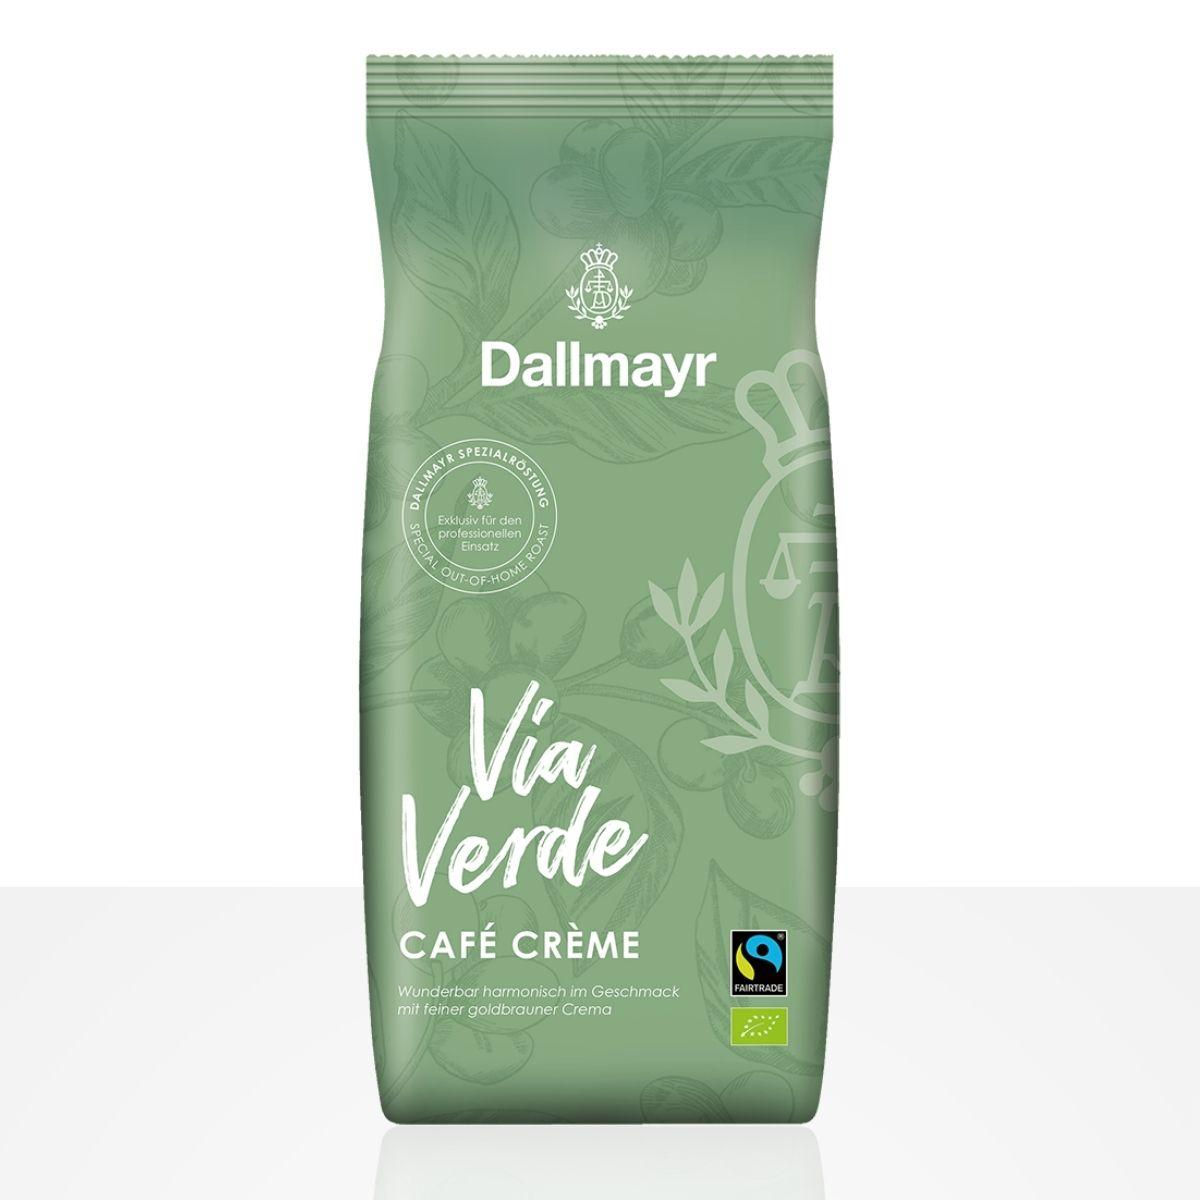 Dallmayr
DALLMAYR SPEZIALRÖSTUNG
Exklusiv für den
professionellen
Einsatz
SPECIAL OUT-OF-HOME ROAST
Vía
Verde
CAFÉ CRÈME
Wunderbar harmonisch im Geschmack
mit feiner goldbrauner Crema
FAIRTRADE